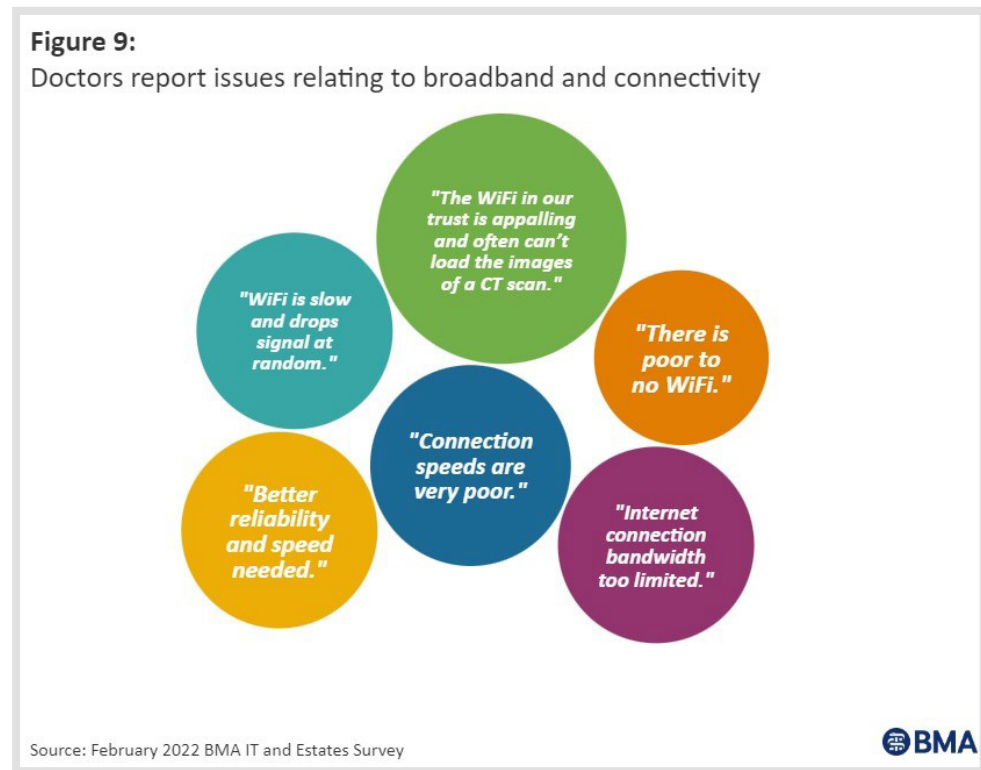 Figure 9:
Doctors report issues relating to broadband and connectivity
"The WiFi in our
trust is appalling
and often can’t
load the images
of a CT scan."
"WiFi is slow
and drops
signal at
random."
"There is
poor to
no WiFi."
"Connection
speeds are
very poor."
"Better
reliability
and speed
needed."
"Internet
connection
bandwidth
too limited."
Source: February 2022 BMA IT and Estates Survey
BMA